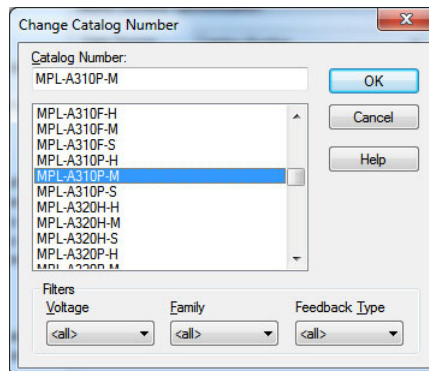 Change Catalog Number
Catalog Number:
MPL-A310P-M
OK
MPL-A310F-H
MPL-A310F-M
MPL-A310F-S
MPL-A310P-H
MPL-A310P-M
MPL-A310P-S
MPL-A320H-H
MPL-A320H-M
MPL-A320H-S
MPL-A320P-H
MPL-A320P-M
Cancel
Help
Filters
Voltage Family Feedback Type
<all> <all> <all>